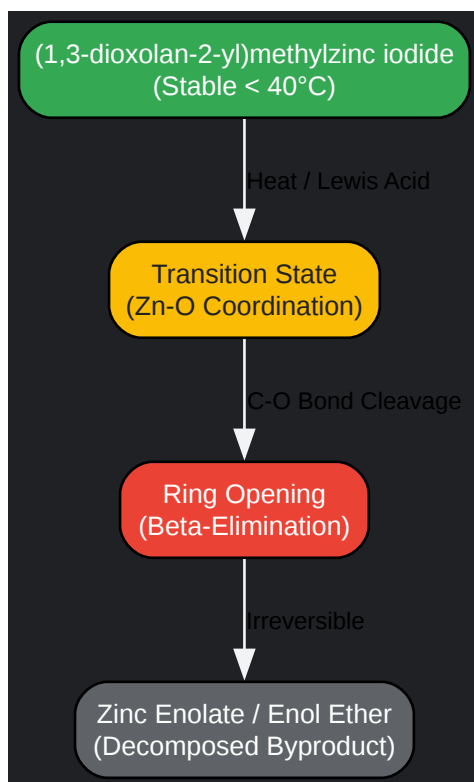 (1,3-dioxolan-2-yl)methylzinc iodide
(Stable < 40°C)
Heat / Lewis Acid
Transition State
(Zn-O Coordination)
C-O Bond Cleavage
Ring Opening
(Beta-Elimination)
Irreversible
Zinc Enolate / Enol Ether
(Decomposed Byproduct)